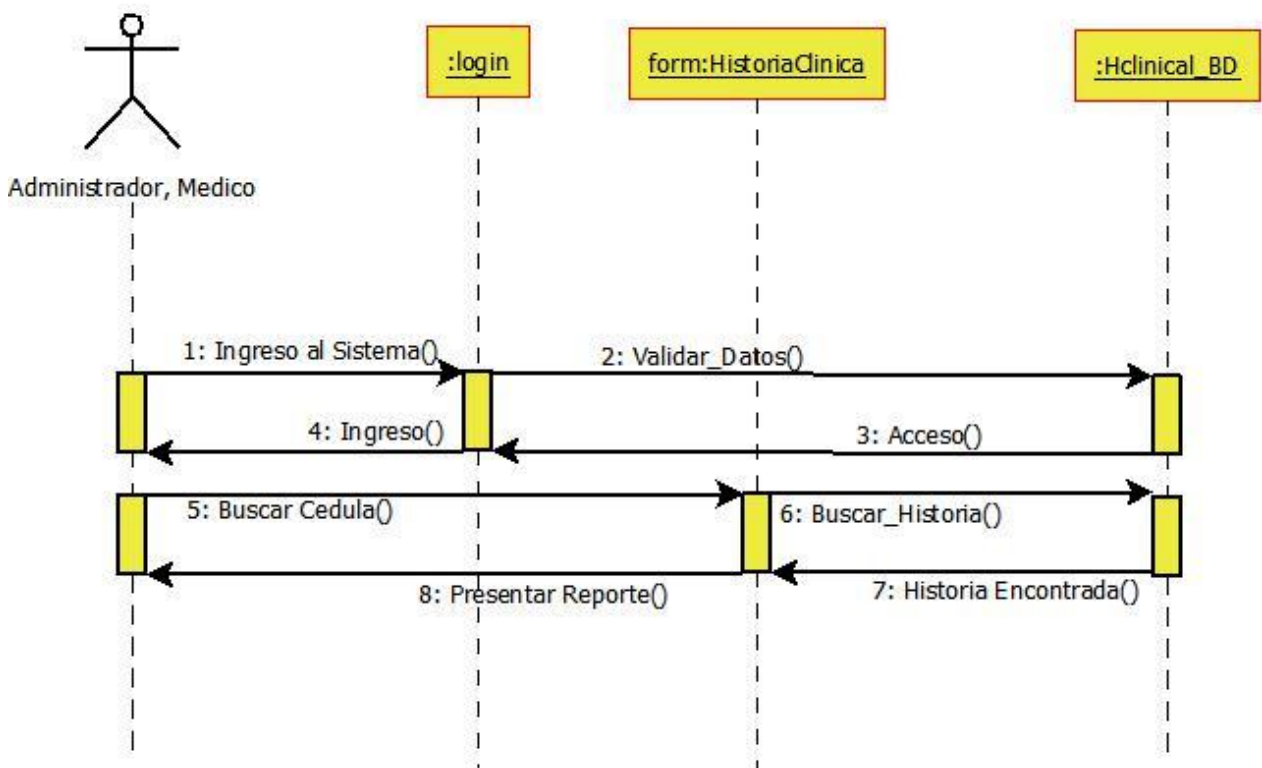 :login
form:HistoriaClinica
:Hclinical_BD
Administrador, Medico
1: Ingreso al Sistema()
2: Validar_Datos()
4: Ingreso()
3: Acceso()
5: Buscar Cedula()
6: Buscar_Historia()
8: Presentar Reporte()
7: Historia Encontrada()